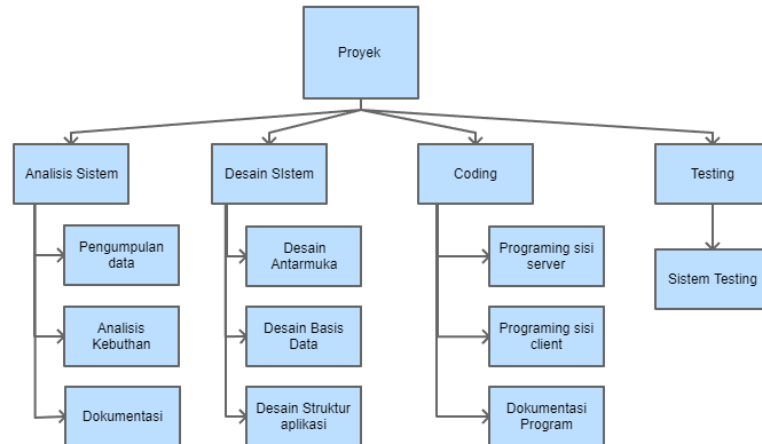 Proyek
Analisis Sistem
Desain SIstem
Coding
Testing
Pengumpulan
data
Analisis
Kebuthan
Dokumentasi
Desain
Antarmuka
Desain Basis
Data
Desain Struktur
aplikasi
Programing sisi
server
Programing sisi
client
Dokumentasi
Program
Sistem Testing